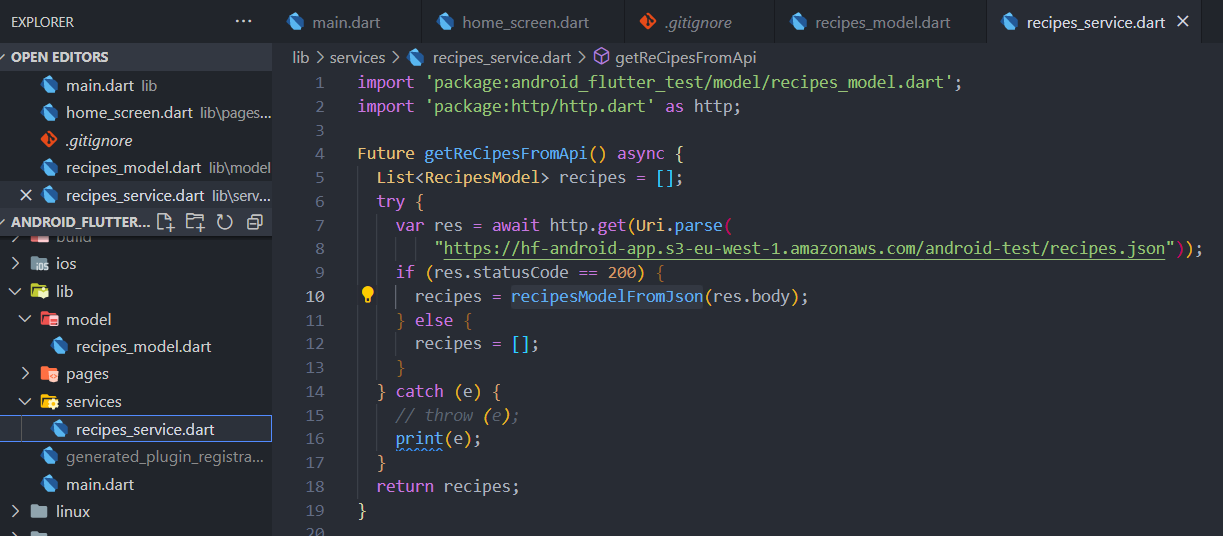 EXPLORER ...
main.dart home_screen.dart .gitignore recipes_model.dart recipes_service.dart
OPEN EDITORS
main.dart lib
home_screen.dart lib\pages...
.gitignore
recipes_model.dart lib\model
recipes_service.dart lib\serv...
ANDROID_FLUTTER...
build
ios
lib
model
recipes_model.dart
pages
services
recipes_service.dart
generated_plugin_registra...
main.dart
linux
lib > services > recipes_service.dart > getReCipesFromApi
1 import 'package:android_flutter_test/model/recipes_model.dart';
2 import 'package:http/http.dart' as http;
3
4 Future getReCipesFromApi() async {
5 List<RecipesModel> recipes = [];
6 try {
7 var res = await http.get(Uri.parse(
8 "https://hf-android-app.s3-eu-west-1.amazonaws.com/android-test/recipes.json"));
9 if (res.statusCode == 200) {
10 recipes = recipesModelFromJson(res.body);
11 } else {
12 recipes = [];
13 }
14 } catch (e) {
15 // throw (e);
16 print(e);
17 }
18 return recipes;
19 }
20